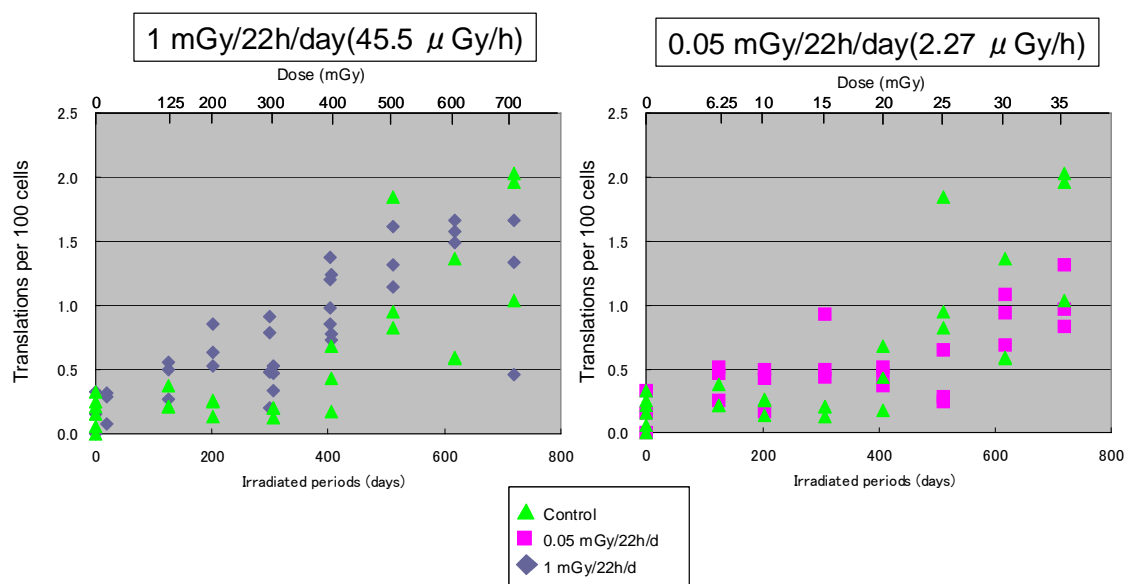 1 mGy/22h/day(45.5 μ Gy/h)
Dose (mGy)
0 125 200 300 400 500 600 700
2.5
2.0
1.5
1.0
0.5
0.0
Translations per 100 cells
0 200 400 600 800
Irradiated periods (days)
0.05 mGy/22h/day(2.27 μ Gy/h)
Dose (mGy)
0 6.25 10 15 20 25 30 35
2.5
2.0
1.5
1.0
0.5
0.0
Translations per 100 cells
0 200 400 600 800
Irradiated periods (days)
Control
0.05 mGy/22h/d
1 mGy/22h/d